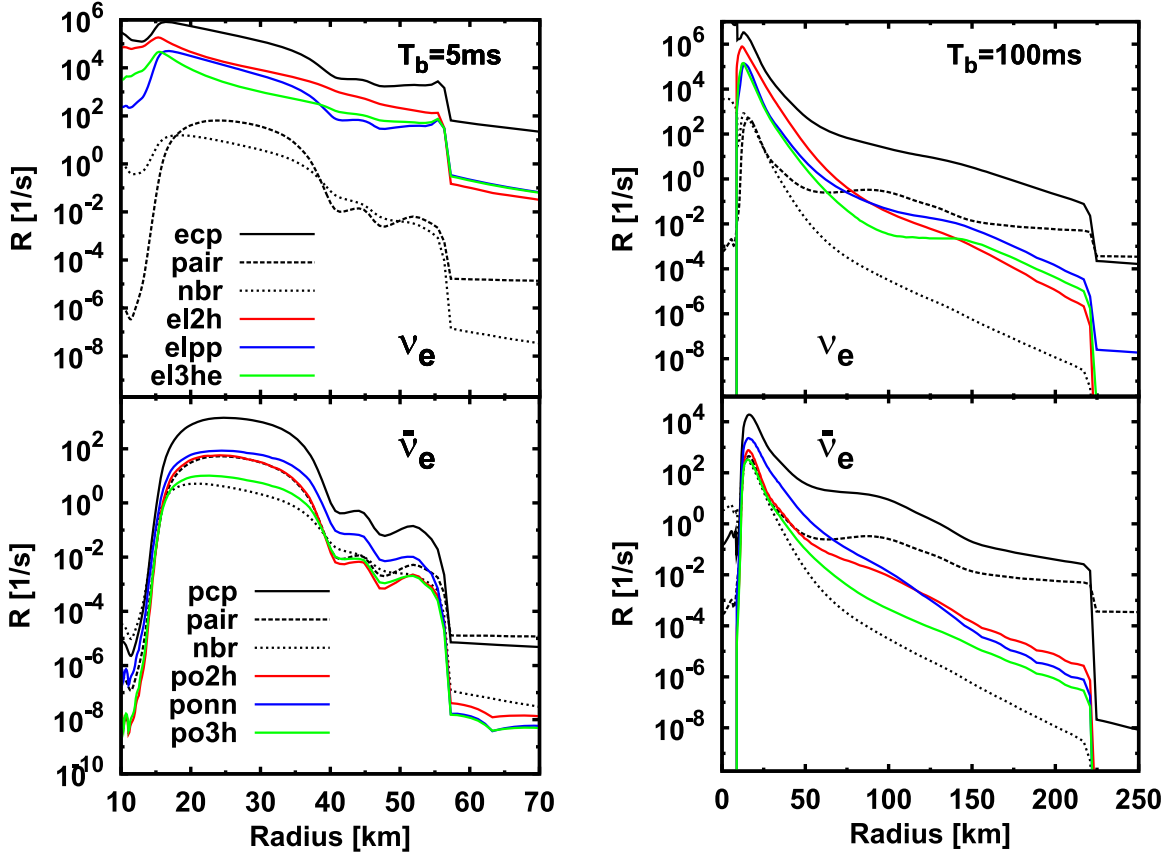 10^6
10^4
10^2
10^0
10^-2
10^-4
10^-6
10^-8
R [1/s]
T_b=5ms
ecp
pair
nbr
el2h
elpp
el3he
ν_e
10^2
10^0
10^-2
10^-4
10^-6
10^-8
10^-10
R [1/s]
ν̄_e
pcp
pair
nbr
po2h
ponn
po3h
10 20 30 40 50 60 70
Radius [km]
10^6
10^4
10^2
10^0
10^-2
10^-4
10^-6
10^-8
R [1/s]
T_b=100ms
ν_e
10^4
10^2
10^0
10^-2
10^-4
10^-6
10^-8
R [1/s]
ν̄_e
0 50 100 150 200 250
Radius [km]